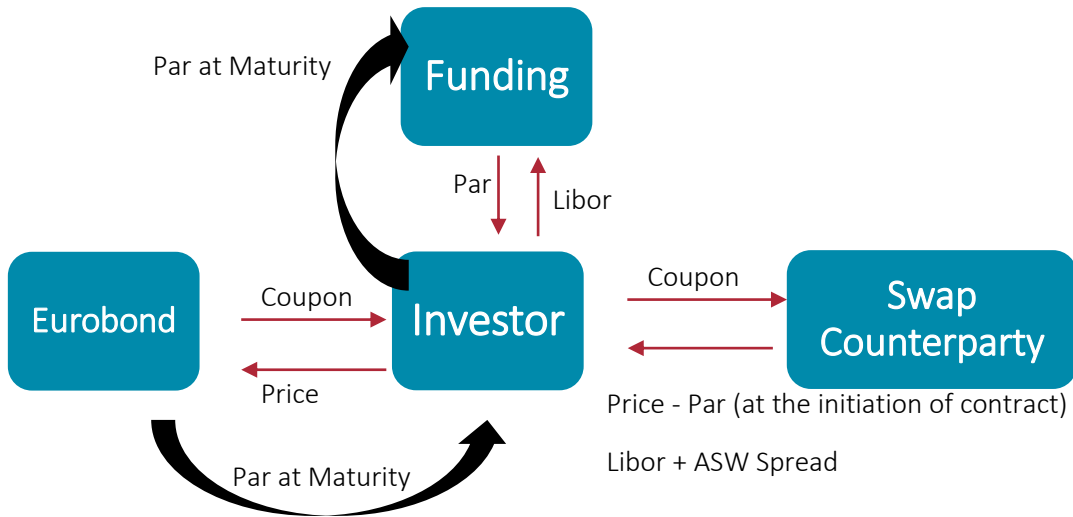 Par at Maturity
Funding
Par
Libor
Eurobond
Coupon
Price
Investor
Coupon
Swap
Counterparty
Price - Par (at the initiation of contract)
Libor + ASW Spread
Par at Maturity